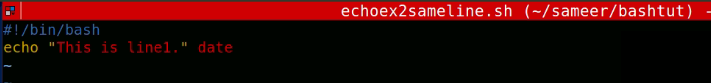 echoex2sameline.sh (~/sameer/bashtut) -
#!/bin/bash
echo "This is line1." date
~